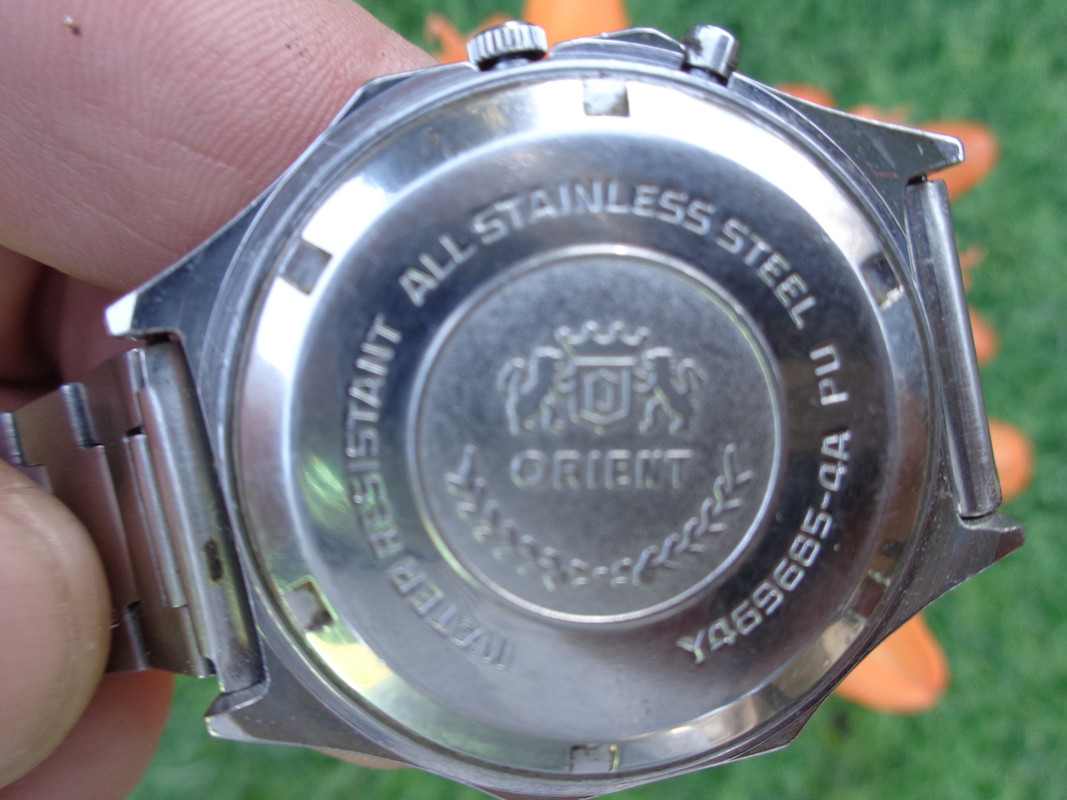 WATER RESISTANT ALL STAINLESS STEEL PU
Y469685-4A
ORIENT